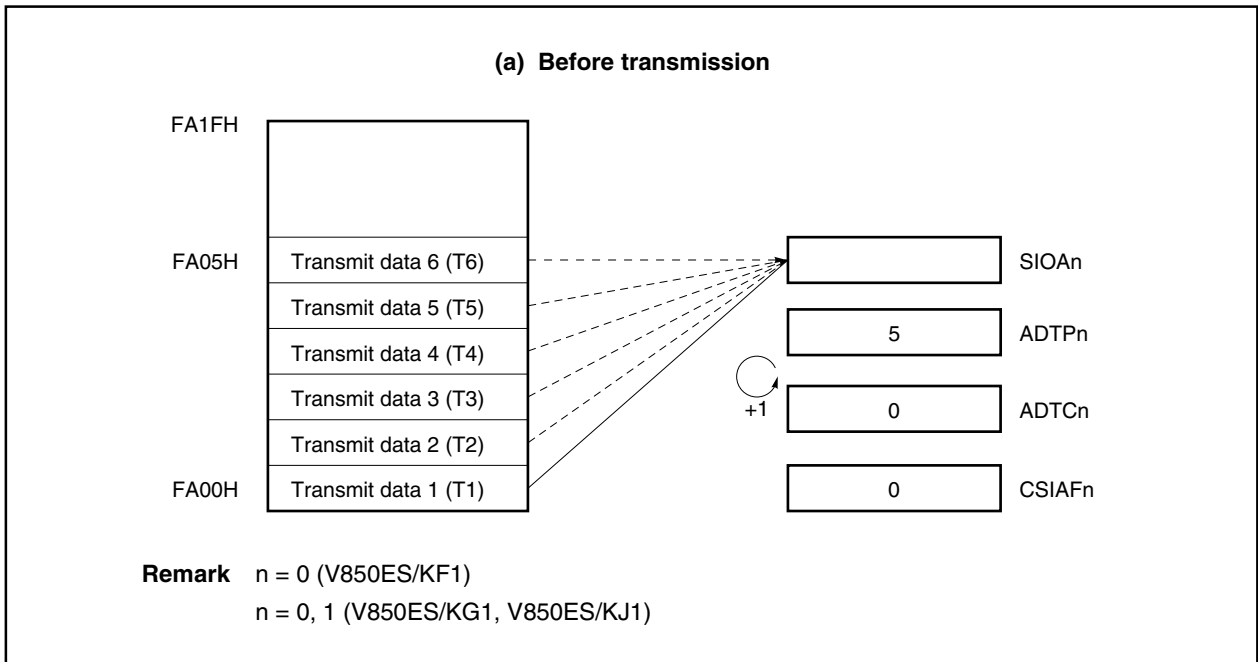 (a) Before transmission
FA1FH
FA05H
Transmit data 6 (T6)
SIOAn
Transmit data 5 (T5)
5
ADTPn
Transmit data 4 (T4)
Transmit data 3 (T3)
+1
0
ADTCn
Transmit data 2 (T2)
FA00H
Transmit data 1 (T1)
0
CSIAFn
Remark n = 0 (V850ES/KF1)
n = 0, 1 (V850ES/KG1, V850ES/KJ1)